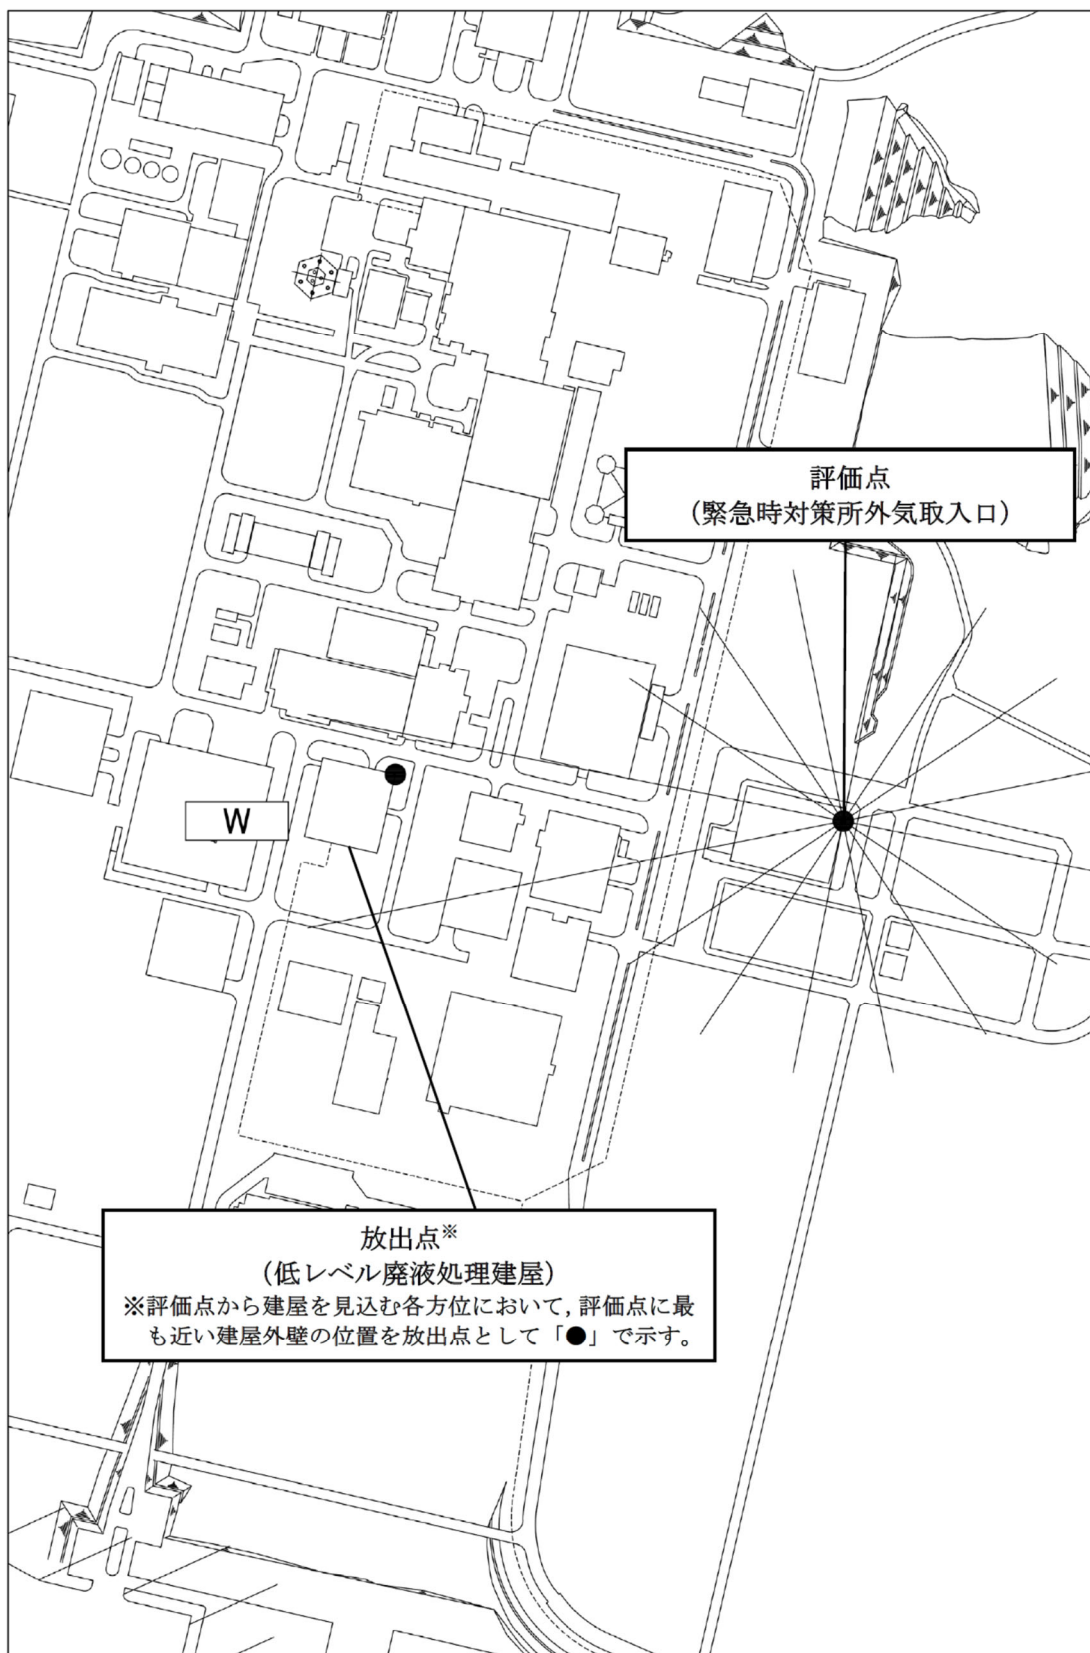 評価点
（緊急時対策所外気取入口）
W
放出点※
（低レベル廃液処理建屋）
※評価点から建屋を見込む各方位において，評価点に最
も近い建屋外壁の位置を放出点として「●」で示す。